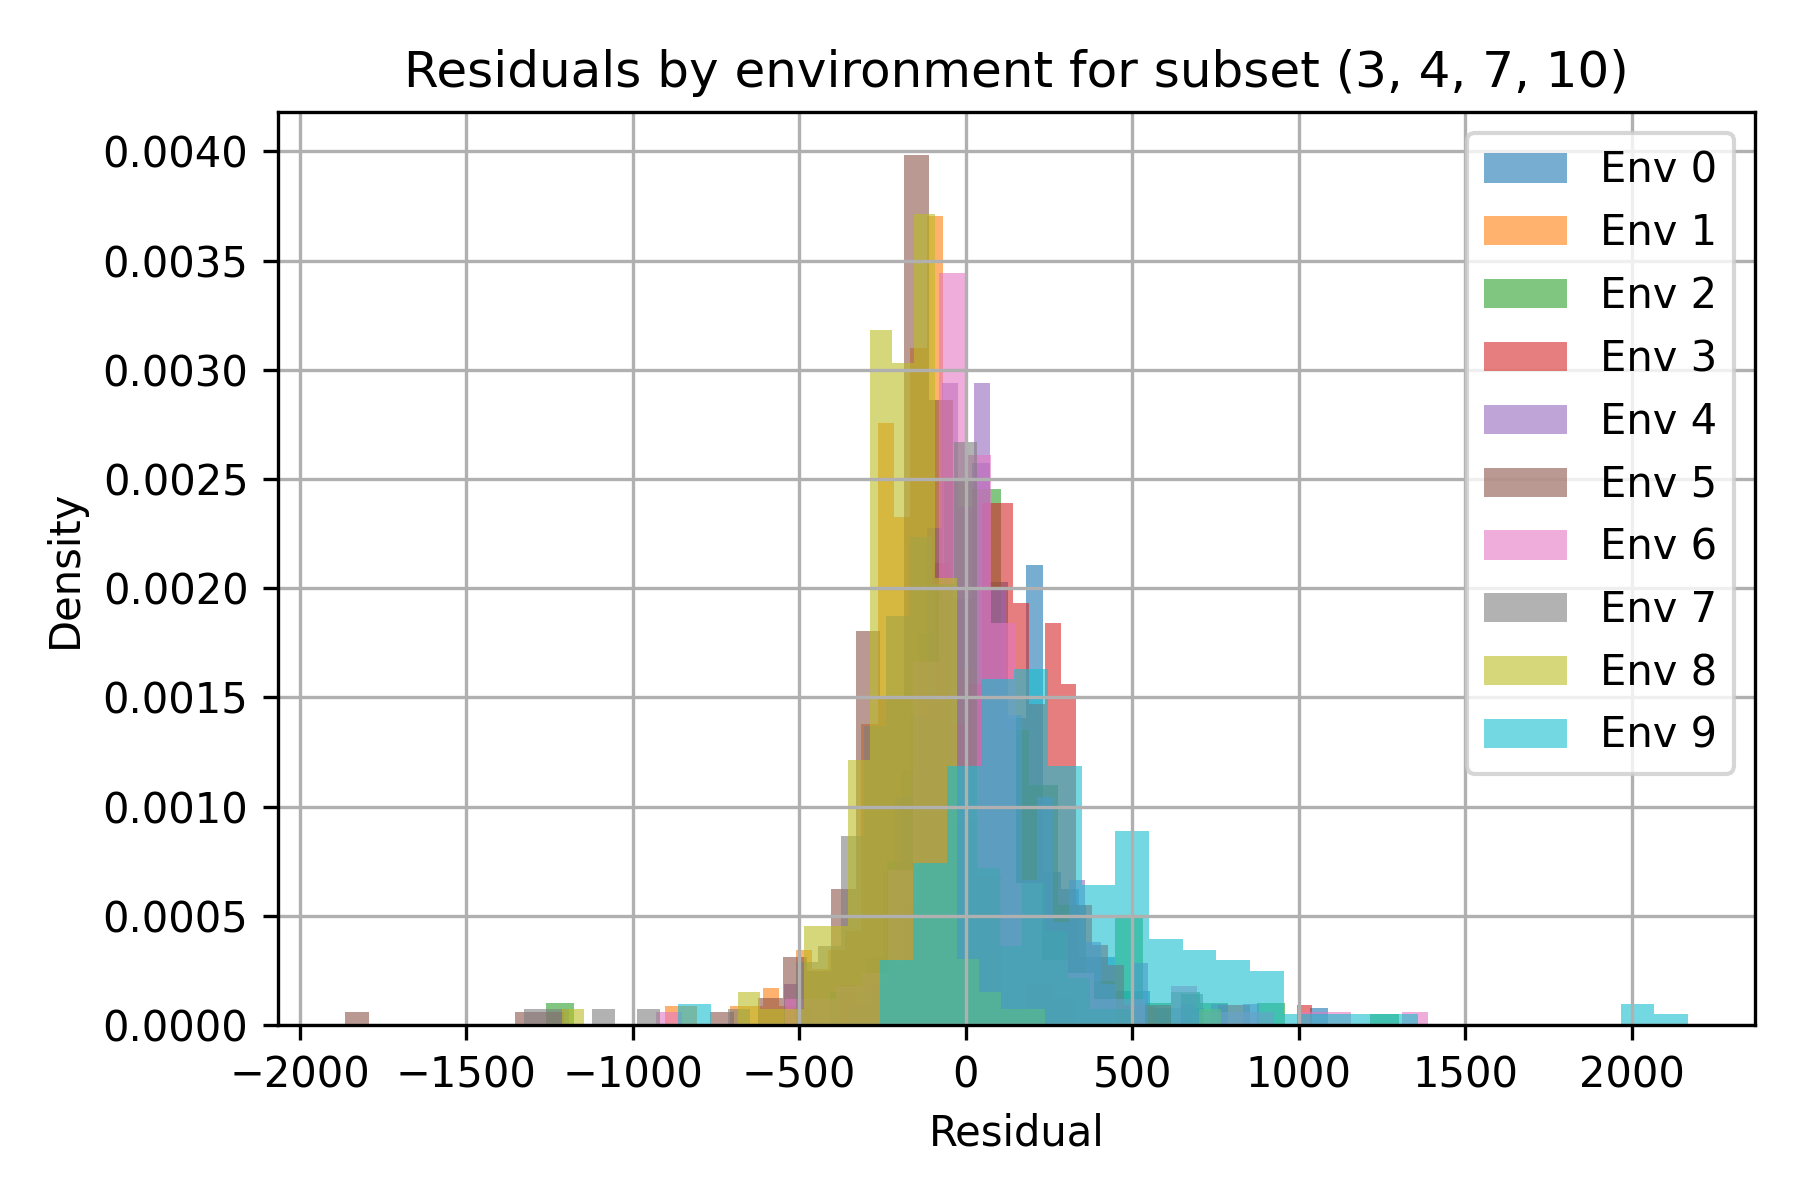 Residuals by environment for subset (3, 4, 7, 10)
0.0040
0.0035
0.0030
0.0025
0.0020
0.0015
0.0010
0.0005
0.0000
Density
Env 0
Env 1
Env 2
Env 3
Env 4
Env 5
Env 6
Env 7
Env 8
Env 9
−2000 −1500 −1000 −500 0 500 1000 1500 2000
Residual